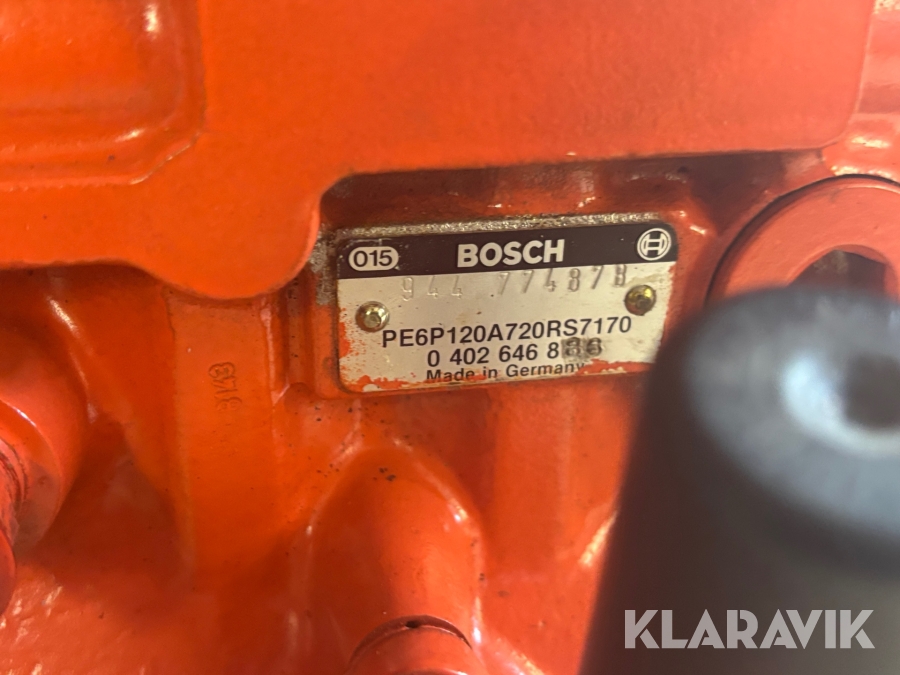 015 BOSCH
944 774878
PE6P120A720RS7170
0 402 646 8
Made in Germany
KLARAVIK